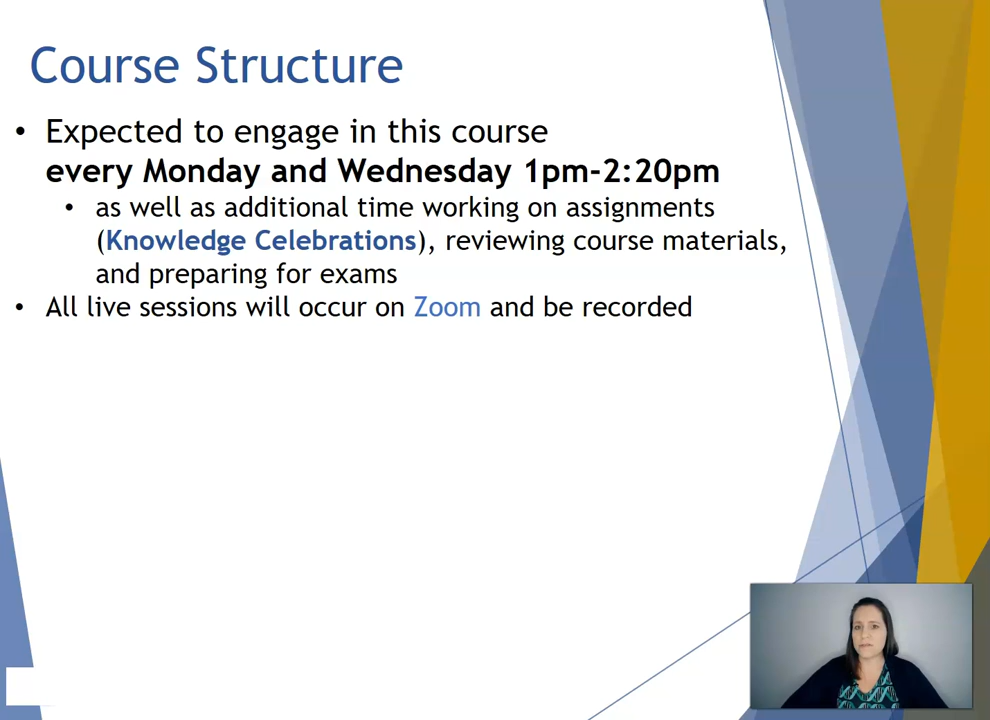 Course Structure
• Expected to engage in this course
every Monday and Wednesday 1pm-2:20pm
• as well as additional time working on assignments
(Knowledge Celebrations), reviewing course materials,
and preparing for exams
• All live sessions will occur on Zoom and be recorded